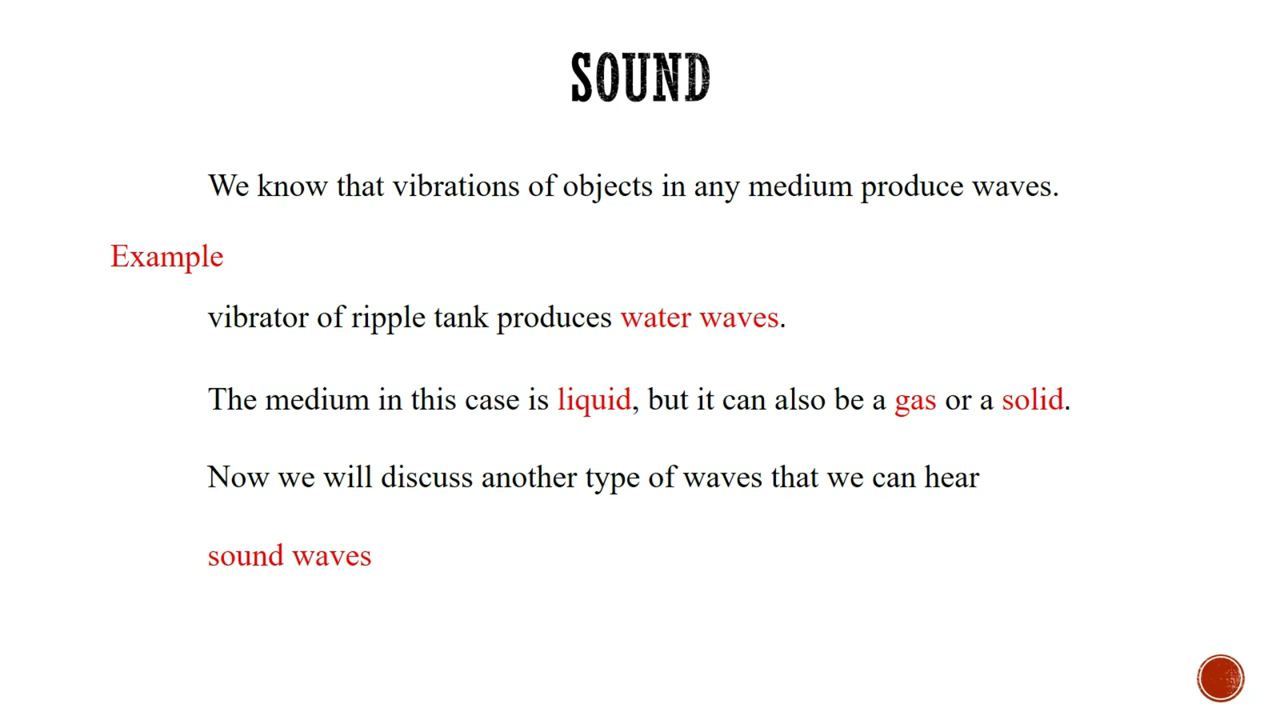 SOUND
We know that vibrations of objects in any medium produce waves.
Example
vibrator of ripple tank produces water waves.
The medium in this case is liquid, but it can also be a gas or a solid.
Now we will discuss another type of waves that we can hear
sound waves